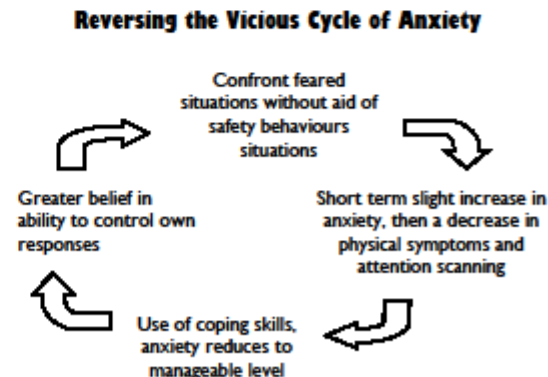 Reversing the Vicious Cycle of Anxiety
Confront feared
situations without aid of
safety behaviours
situations
Short term slight increase in
anxiety, then a decrease in
physical symptoms and
attention scanning
Use of coping skills,
anxiety reduces to
manageable level
Greater belief in
ability to control own
responses